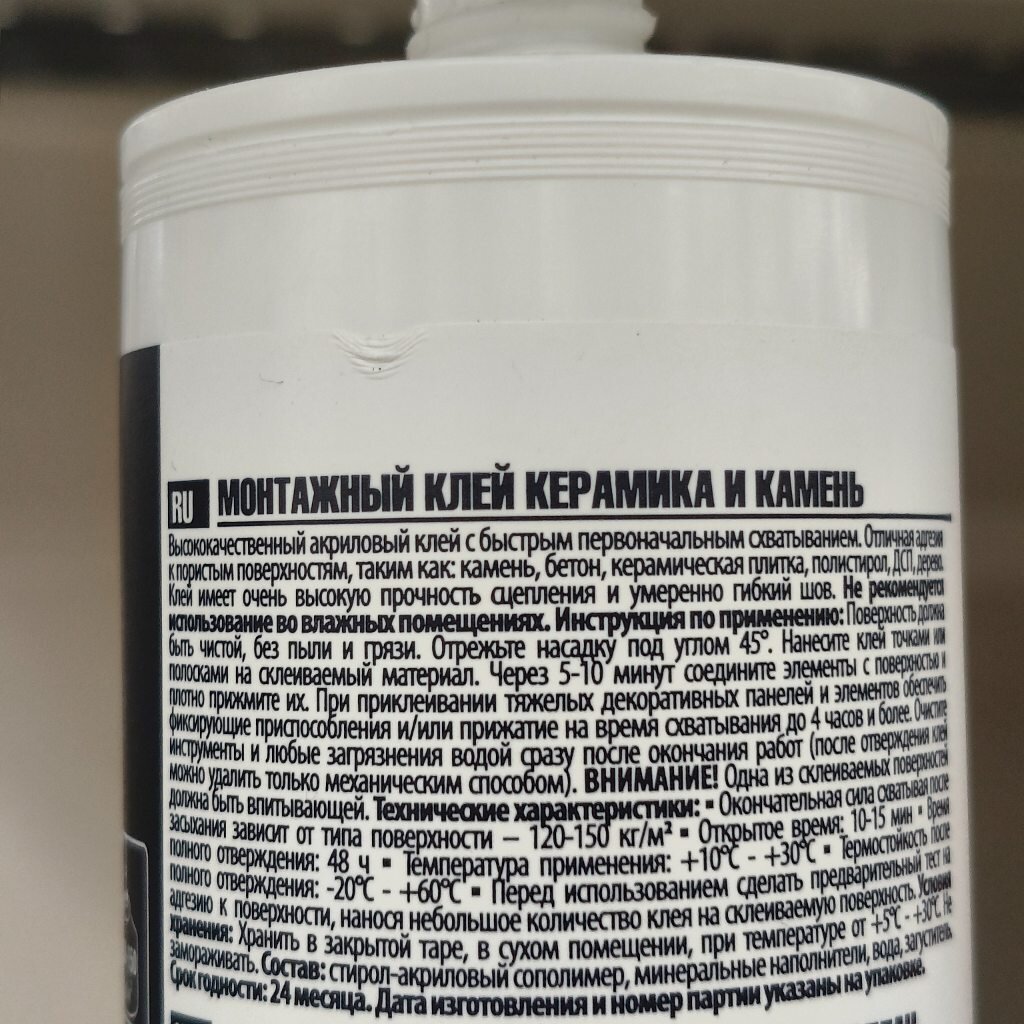 RU МОНТАЖНЫЙ КЛЕЙ КЕРАМИКА И КАМЕНЬ
Высококачественный акриловый клей с быстрым первоначальным схватыванием. Отличная адгезия
к пористым поверхностям, таким как: камень, бетон, керамическая плитка, полистирол, ДСП, дерево.
Клей имеет очень высокую прочность сцепления и умеренно гибкий шов. Не рекомендуется
использование во влажных помещениях. Инструкция по применению: Поверхность должна
быть чистой, без пыли и грязи. Отрежьте насадку под углом 45°. Нанесите клей точками или
полосками на склеиваемый материал. Через 5-10 минут соедините элементы с поверхностью и
плотно прижмите их. При приклеивании тяжелых декоративных панелей и элементов обеспечить
фиксирующие приспособления и/или прижатие на время схватывания до 4 часов и более. Очистите
инструменты и любые загрязнения водой сразу после окончания работ (после отверждения клей
можно удалить только механическим способом). ВНИМАНИЕ! Одна из склеиваемых поверхностей
должна быть впитывающей. Технические характеристики: ▪ Окончательная сила схватывая после
засыхания зависит от типа поверхности – 120-150 кг/м² ▪ Открытое время: 10-15 мин ▪ Время
полного отверждения: 48 ч ▪ Температура применения: +10°C - +30°C ▪ Термостойкость после
полного отверждения: -20°C - +60°C ▪ Перед использованием сделать предварительный тест на
адгезию к поверхности, нанося небольшое количество клея на склеиваемую поверхность. Условия
хранения: Хранить в закрытой таре, в сухом помещении, при температуре от +5°C - +30°C. Не
замораживать. Состав: стирол-акриловый сополимер, минеральные наполнители, вода, загуститель.
Срок годности: 24 месяца. Дата изготовления и номер партии указаны на упаковке.